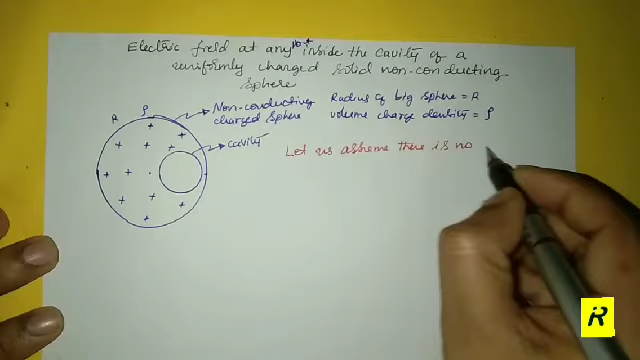 Electric field at any point inside the cavity of a
uniformly charged solid non-conducting
sphere
R ρ Non-conducting charged sphere
Radius of big sphere = R
volume charge density = ρ
cavity
Let us assume there is no
R